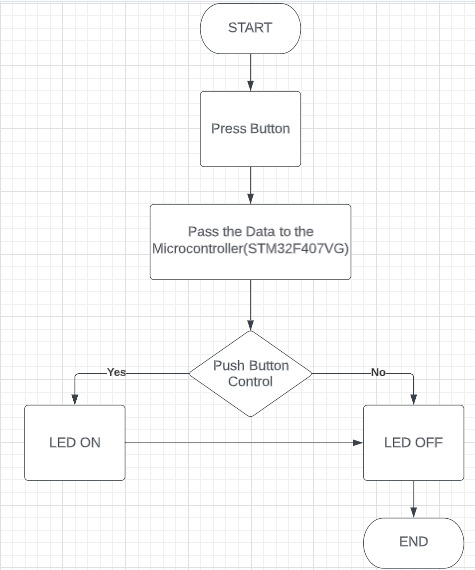 START
Press Button
Pass the Data to the
Microcontroller(STM32F407VG)
Push Button
Control
Yes
No
LED ON
LED OFF
END